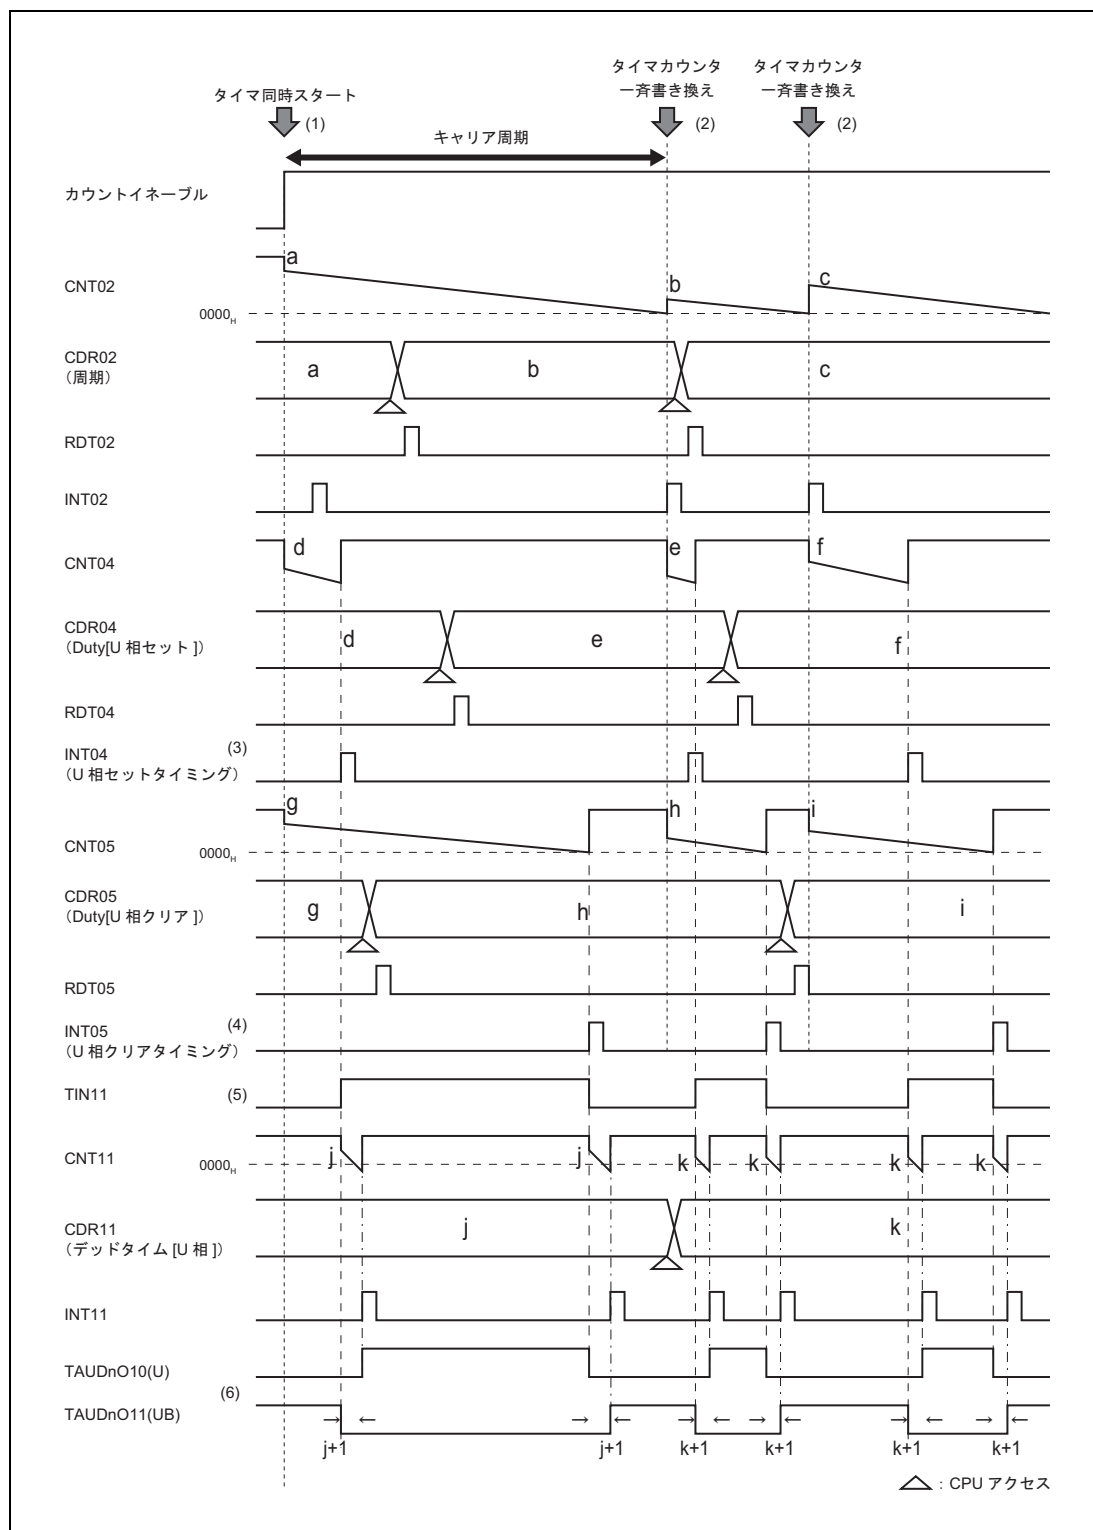 タイマ同時スタート
(1)
タイマカウンタ
一斉書き換え
(2)
タイマカウンタ
一斉書き換え
(2)
キャリア周期
カウントイネーブル
CNT02
0000H
a
b
c
CDR02
（周期）
a
b
c
RDT02
INT02
CNT04
d
e
f
CDR04
（Duty[U 相セット]）
d
e
f
RDT04
INT04
（U 相セットタイミング）
(3)
CNT05
0000H
g
h
i
CDR05
（Duty[U 相クリア]）
g
h
i
RDT05
INT05
（U 相クリアタイミング）
(4)
TIN11
(5)
CNT11
0000H
j
j
k
k
k
k
CDR11
（デッドタイム [U 相]）
j
k
INT11
TAUDnO10(U)
(6)
TAUDnO11(UB)
j+1
j+1
k+1
k+1
k+1
k+1
: CPU アクセス